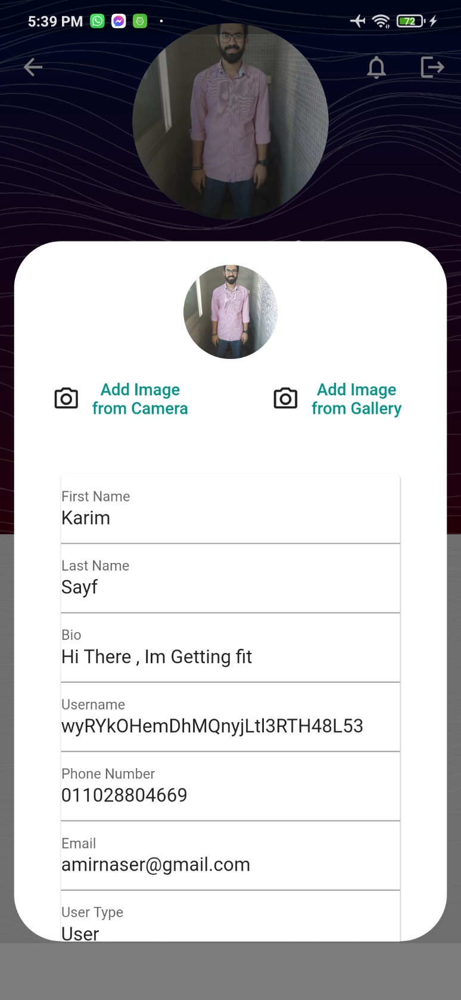 5:39 PM
72
Add Image
from Camera
Add Image
from Gallery
First Name
Karim
Last Name
Sayf
Bio
Hi There , Im Getting fit
Username
wyRYkOHemDhMQnyjLtl3RTH48L53
Phone Number
011028804669
Email
amirnaser@gmail.com
User Type
User